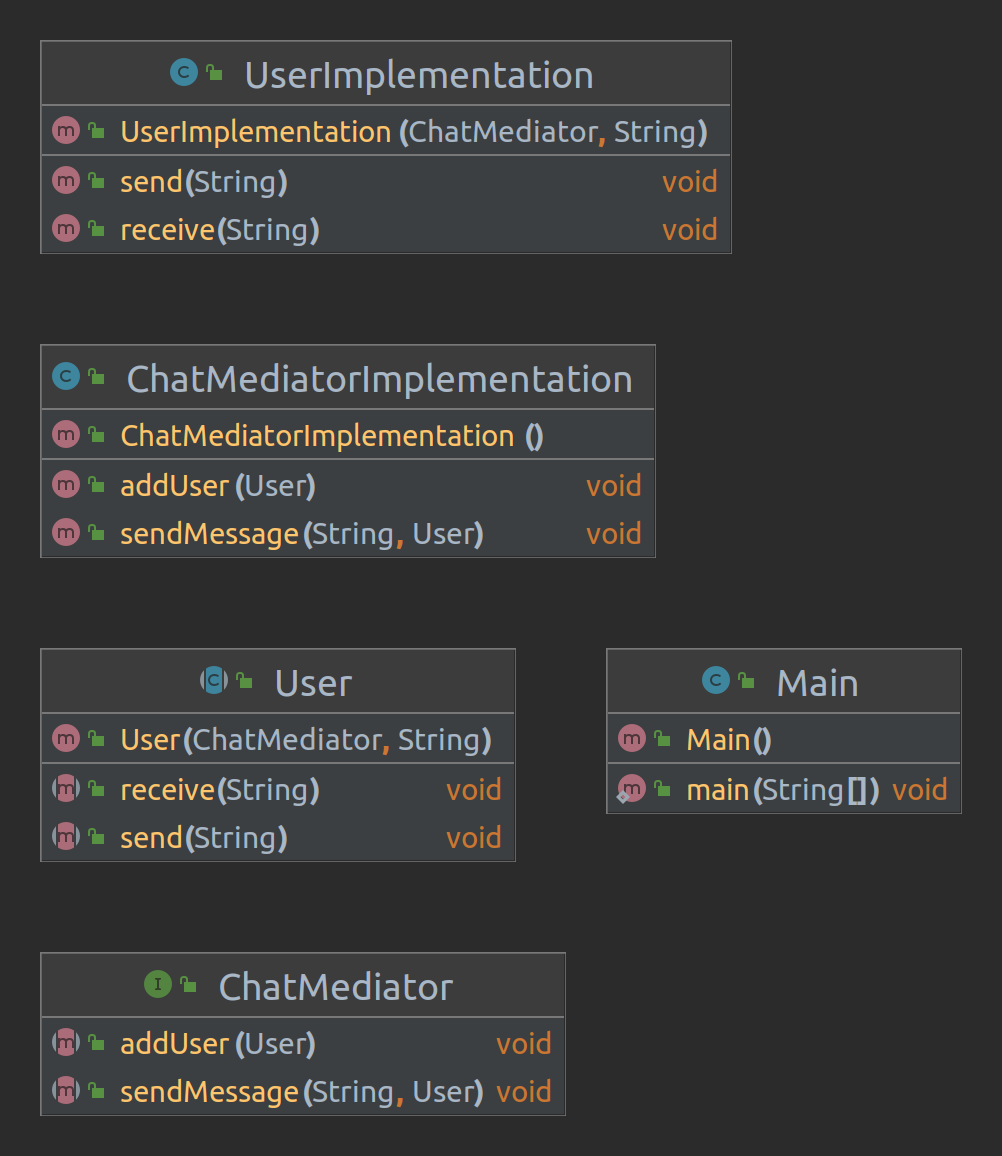 UserImplementation
UserImplementation (ChatMediator, String)
send(String) void
receive(String) void
ChatMediatorImplementation
ChatMediatorImplementation ()
addUser (User) void
sendMessage (String, User) void
User
User (ChatMediator, String)
receive(String) void
send(String) void
Main
Main()
main (String []) void
ChatMediator
addUser (User) void
sendMessage (String, User) void